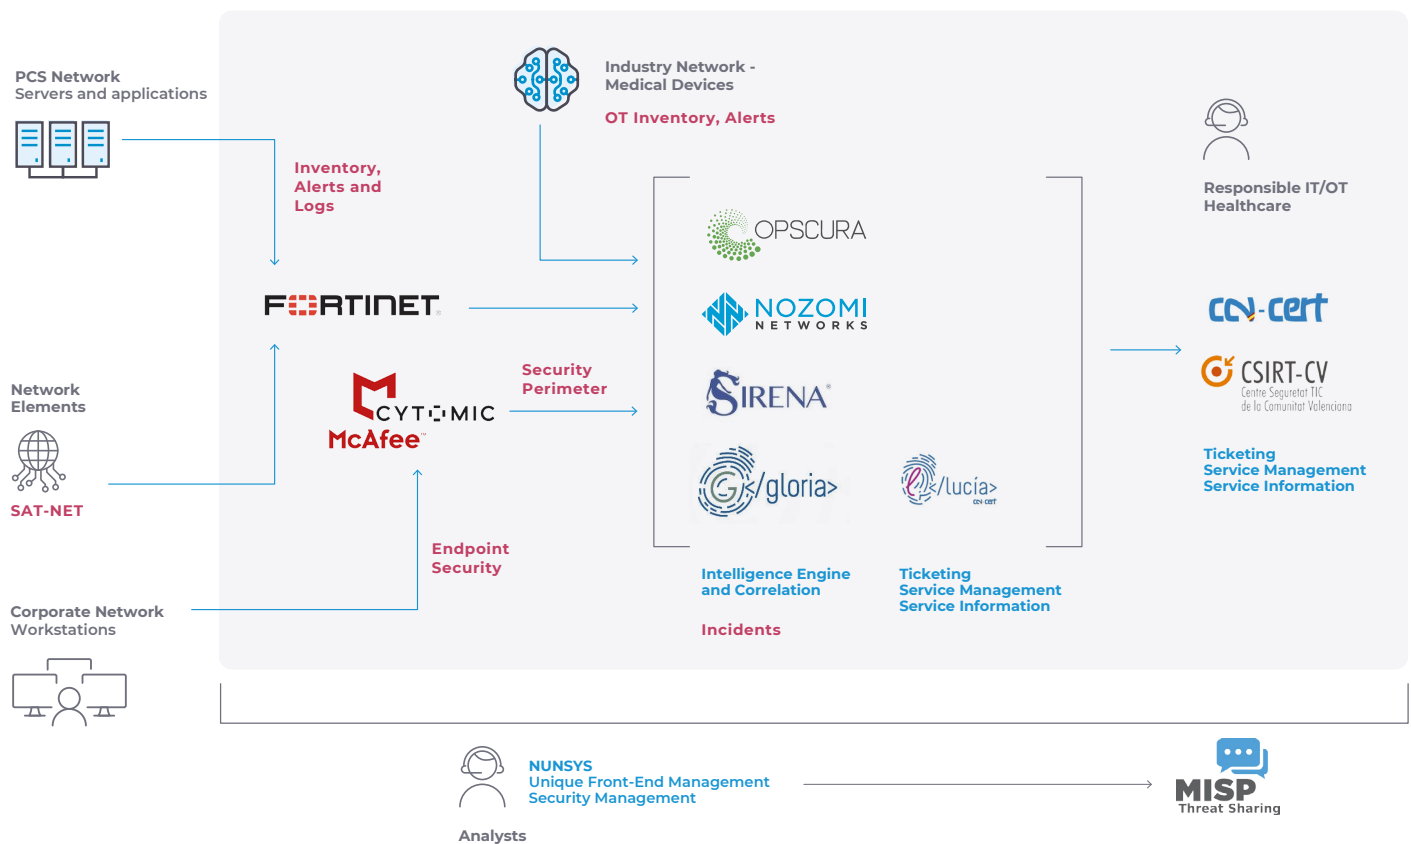 PCS Network
Servers and applications
Inventory,
Alerts and
Logs
Industry Network -
Medical Devices
OT Inventory, Alerts
Responsible IT/OT
Healthcare
FORTINET
Network
Elements
SAT-NET
CYTOMIC
McAfee™
Security
Perimeter
Endpoint
Security
Corporate Network
Workstations
OPSCURA
NOZOMI
NETWORKS
SIRENA®
G</gloria>
l</lucía>
ccn-cert
Intelligence Engine
and Correlation
Incidents
Ticketing
Service Management
Service Information
ccn-cert
CSIRT-CV
Centre Seguretat TIC
de la Comunitat Valenciana
Ticketing
Service Management
Service Information
NUNSYS
Unique Front-End Management
Security Management
Analysts
MISP
Threat Sharing